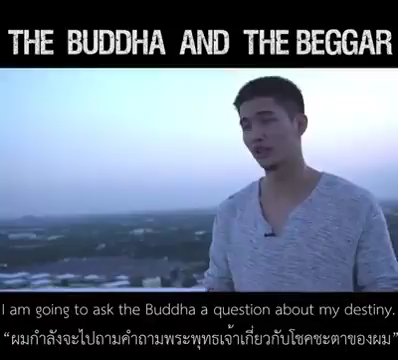 THE BUDDHA AND THE BEGGAR
I am going to ask the Buddha a question about my destiny.
“ผมกำลังจะไปถามคำถามพระพุทธเจ้าเกี่ยวกับโชคชะตาของผม”